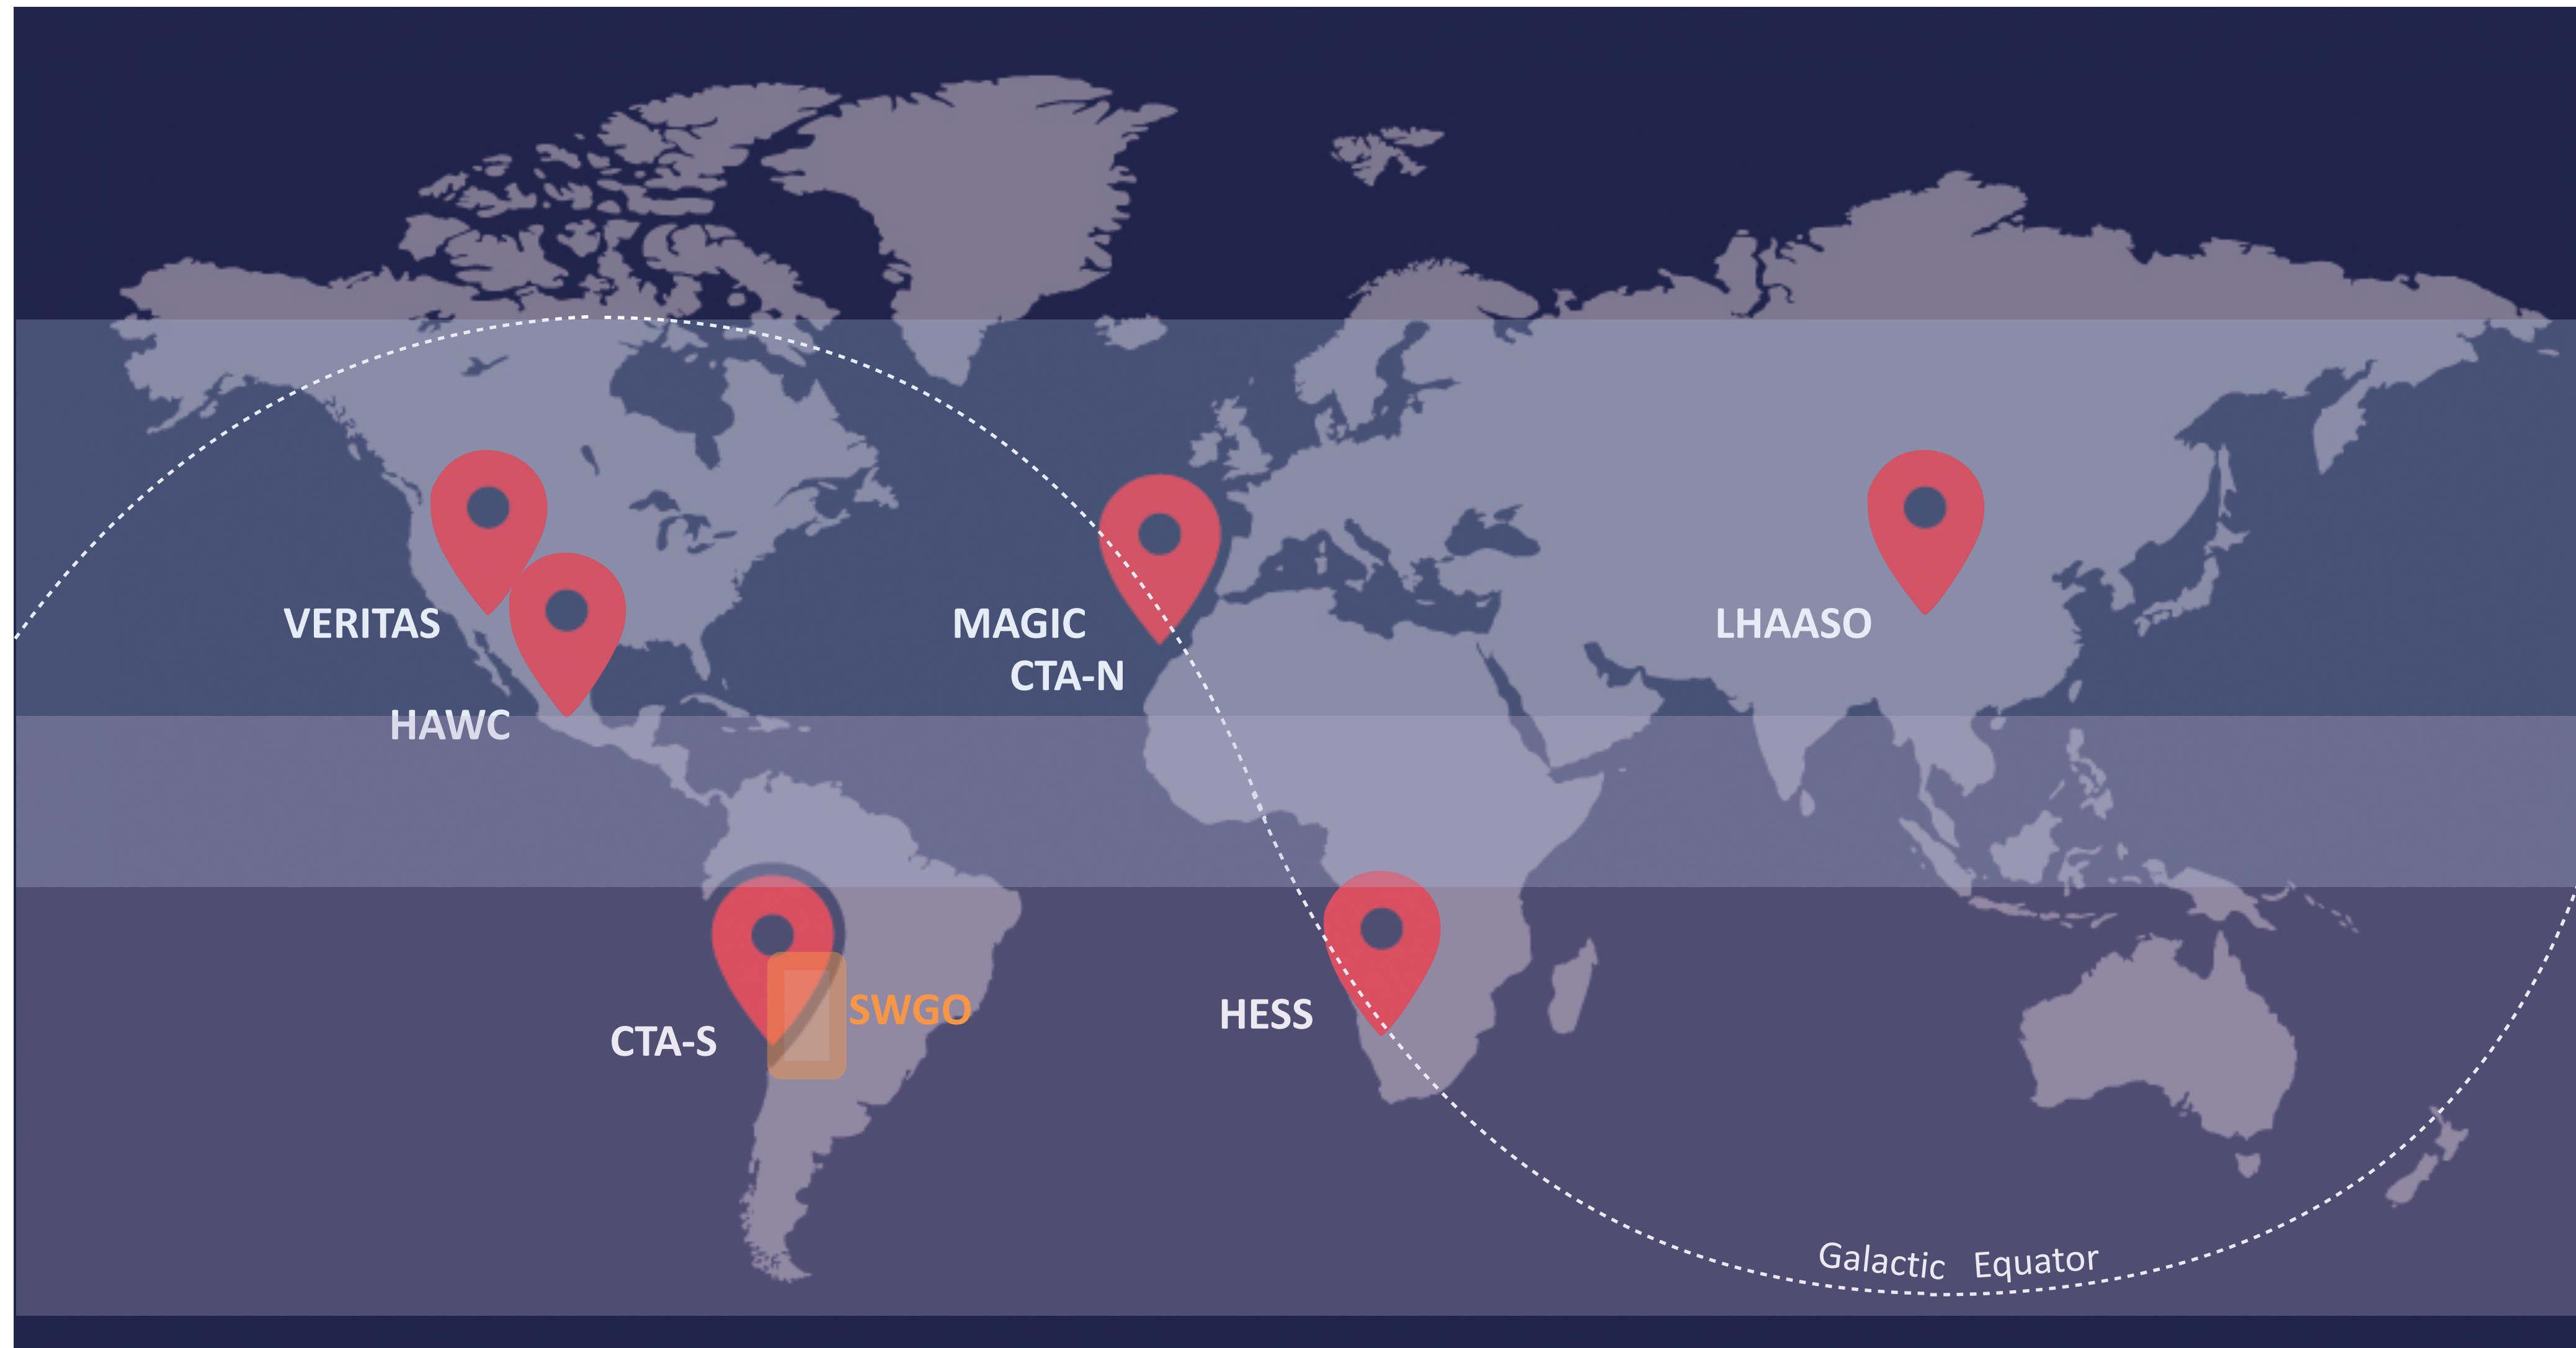 VERITAS
MAGIC
LHAASO
CTA-N
HAWC
SWGO
HESS
CTA-S
Galactic Equator